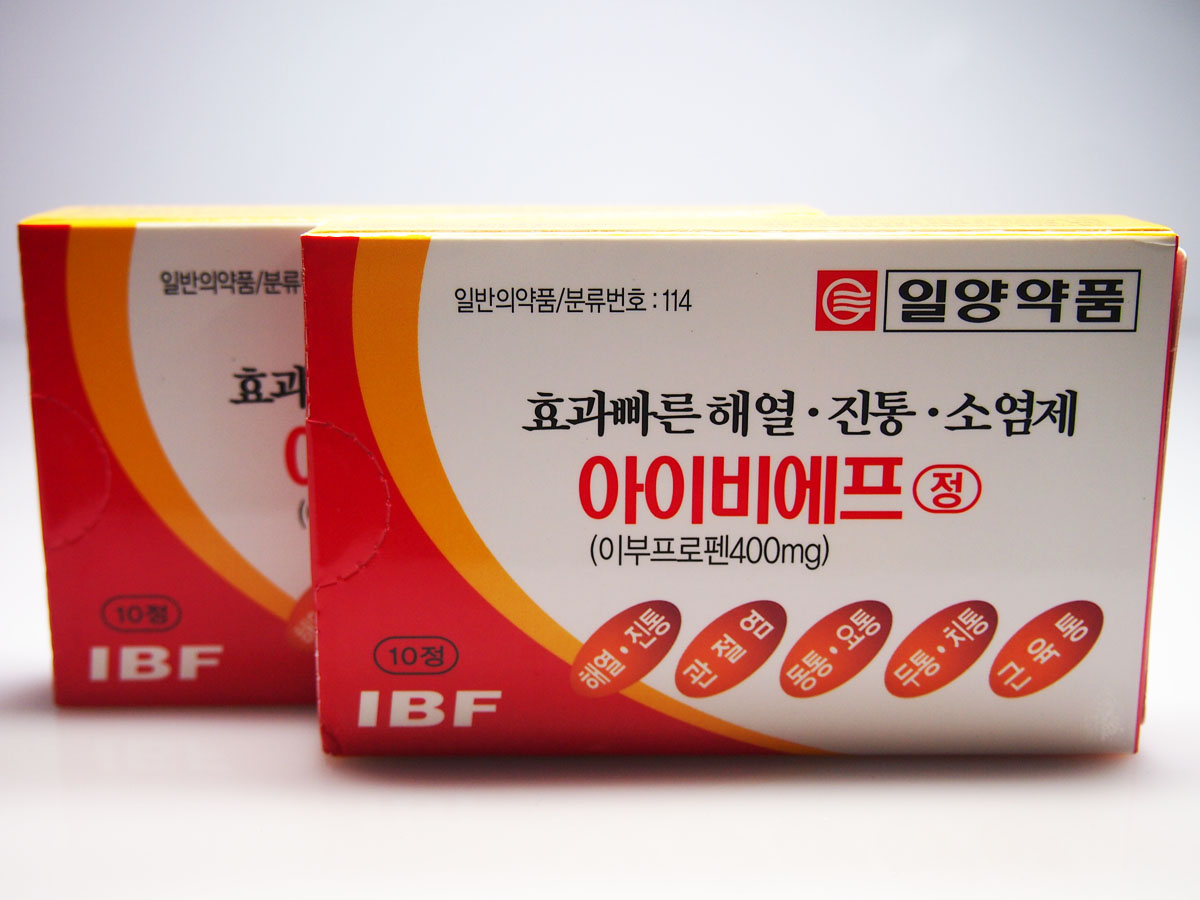 일반의약품/분류번호 : 114
일양약품
효과빠른 해열 · 진통 · 소염제
아이비에프 정
(이부프로펜400mg)
해열 · 진통
관절염
동통 · 요통
두통 · 치통
근육통
10정
IBF
일반의약품/분류
효과
10정
IBF